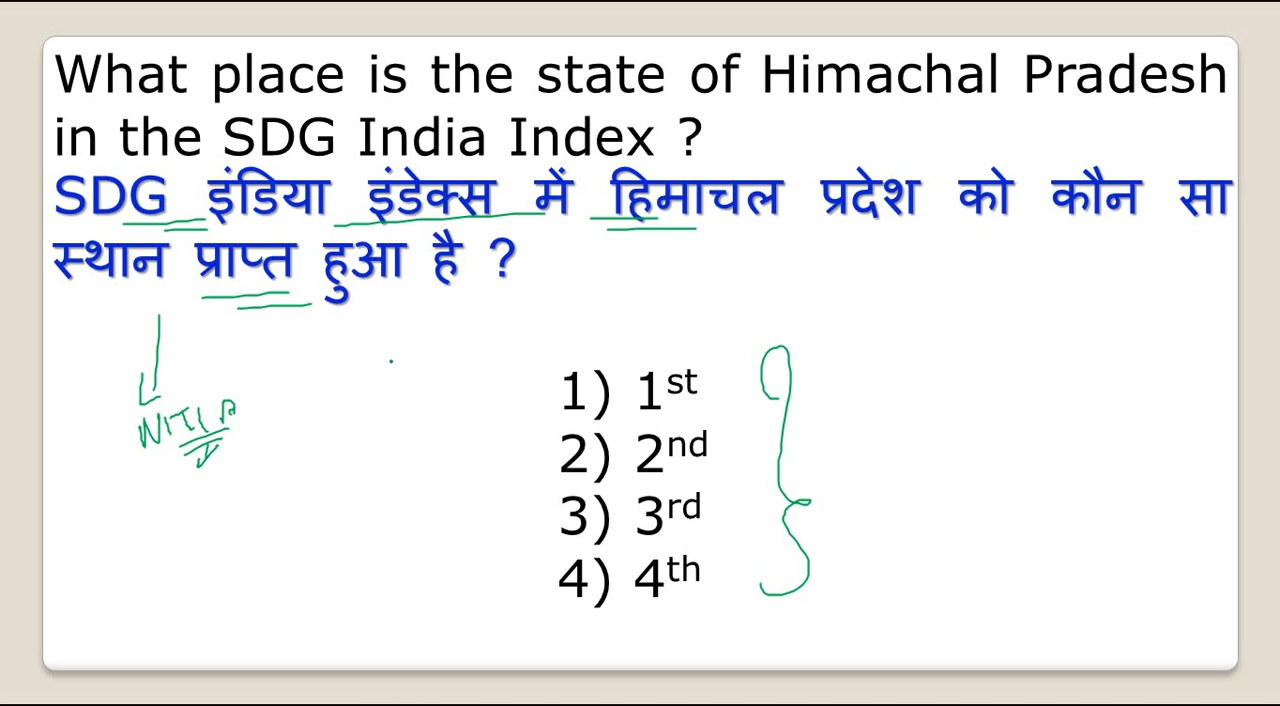 What place is the state of Himachal Pradesh
in the SDG India Index ?
SDG इंडिया इंडेक्स में हिमाचल प्रदेश को कौन सा
स्थान प्राप्त हुआ है ?
1) 1st
2) 2nd
3) 3rd
4) 4th
NITI A